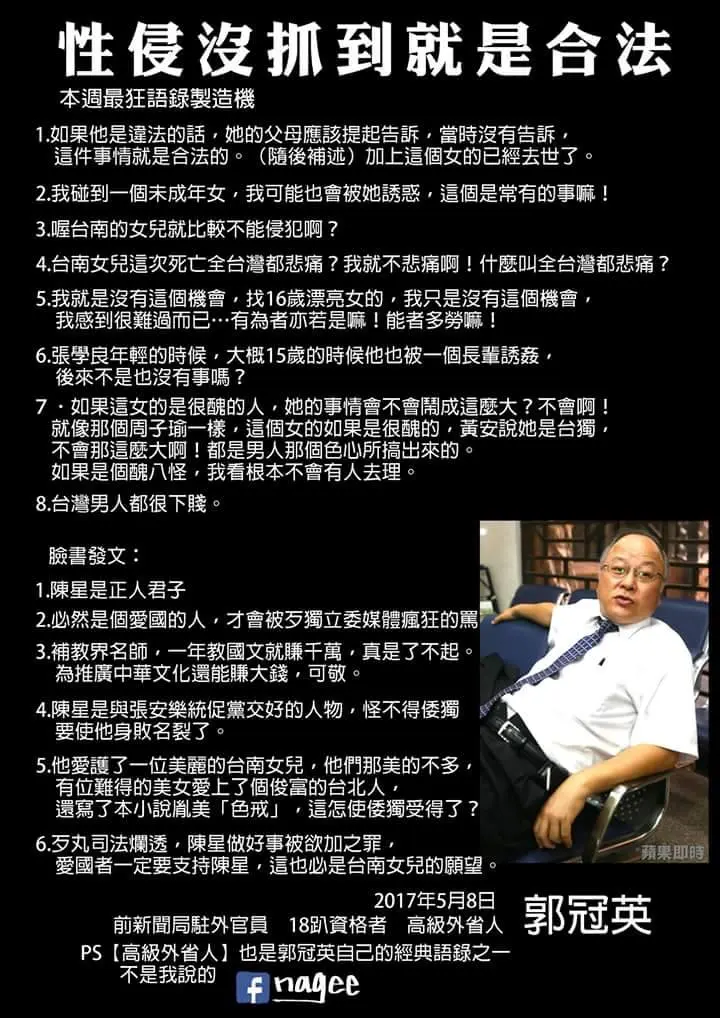 性侵沒抓到就是合法
本週最狂語錄製造機
1.如果他是違法的話，她的父母應該提起告訴，當時沒有告訴，
這件事情就是合法的。（隨後補述）加上這個女的已經去世了。
2.我碰到一個未成年女，我可能也會被她誘惑，這個是常有的事嘛！
3.喔台南的女兒就比較不能侵犯啊？
4.台南女兒這次死亡全台灣都悲痛？我就不悲痛啊！什麼叫全台灣都悲痛？
5.我就是沒有這個機會，找16歲漂亮女的，我只是沒有這個機會，
我感到很難過而已…有為者亦若是嘛！能者多勞嘛！
6.張學良年輕的時候，大概15歲的時候他也被一個長輩誘姦，
後來不是也沒有事嗎？
7．如果這女的是很醜的人，她的事情會不會鬧成這麼大？不會啊！
就像那個周子瑜一樣，這個女的如果是很醜的，黃安說她是台獨，
不會那這麼大啊！都是男人那個色心所搞出來的。
如果是個醜八怪，我看根本不會有人去理。
8.台灣男人都很下賤。
臉書發文：
1.陳星是正人君子
2.必然是個愛國的人，才會被歹獨立委媒體瘋狂的罵
3.補教界名師，一年教國文就賺千萬，真是了不起。
為推廣中華文化還能賺大錢，可敬。
4.陳星是與張安樂統促黨交好的人物，怪不得倭獨
要使他身敗名裂了。
5.他愛護了一位美麗的台南女兒，他們那美的不多，
有位難得的美女愛上了個俊富的台北人，
還寫了本小說胤美「色戒」，這怎使倭獨受得了？
6.歹丸司法爛透，陳星做好事被欲加之罪，
愛國者一定要支持陳星，這也必是台南女兒的願望。
蘋果即時
2017年5月8日
前新聞局駐外官員 18趴資格者 高級外省人 郭冠英
PS【高級外省人】也是郭冠英自己的經典語錄之一
不是我說的
f nagee